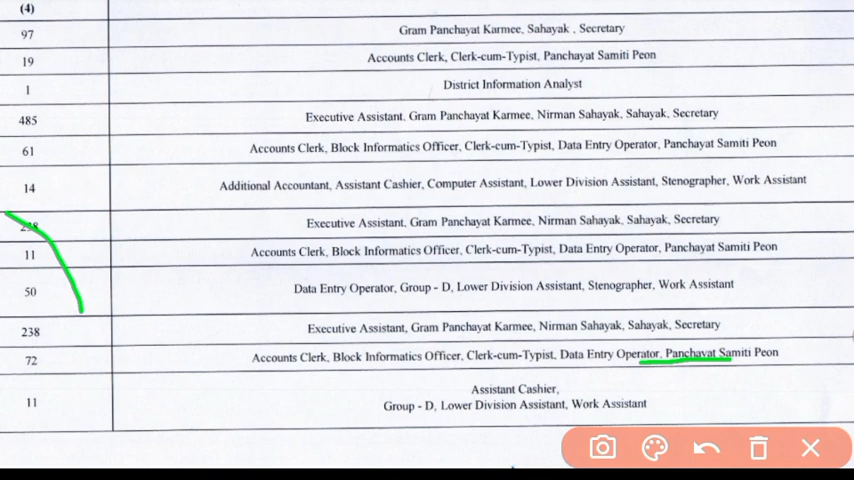 (4)
97 Gram Panchayat Karmee, Sahayak , Secretary
19 Accounts Clerk, Clerk-cum-Typist, Panchayat Samiti Peon
1 District Information Analyst
485 Executive Assistant, Gram Panchayat Karmee, Nirman Sahayak, Sahayak, Secretary
61 Accounts Clerk, Block Informatics Officer, Clerk-cum-Typist, Data Entry Operator, Panchayat Samiti Peon
14 Additional Accountant, Assistant Cashier, Computer Assistant, Lower Division Assistant, Stenographer, Work Assistant
238 Executive Assistant, Gram Panchayat Karmee, Nirman Sahayak, Sahayak, Secretary
11 Accounts Clerk, Block Informatics Officer, Clerk-cum-Typist, Data Entry Operator, Panchayat Samiti Peon
50 Data Entry Operator, Group - D, Lower Division Assistant, Stenographer, Work Assistant
238 Executive Assistant, Gram Panchayat Karmee, Nirman Sahayak, Sahayak, Secretary
72 Accounts Clerk, Block Informatics Officer, Clerk-cum-Typist, Data Entry Operator, Panchayat Samiti Peon
Assistant Cashier,
11 Group - D, Lower Division Assistant, Work Assistant